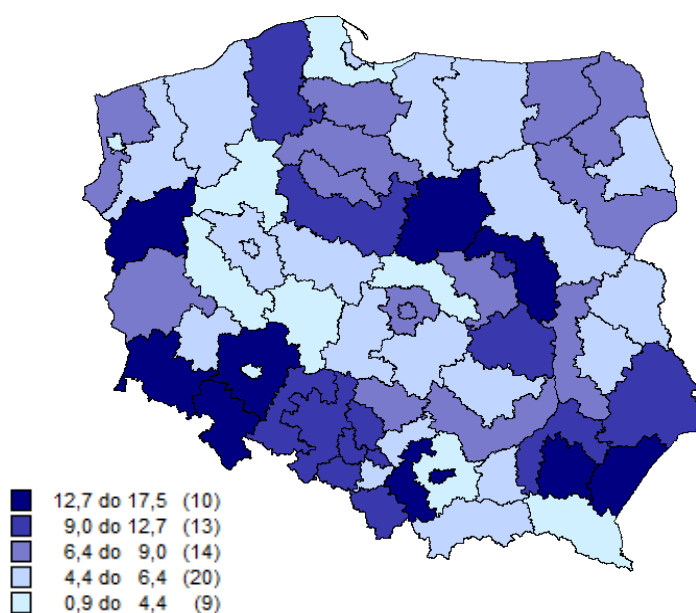 12,7 do 17,5 (10)
9,0 do 12,7 (13)
6,4 do 9,0 (14)
4,4 do 6,4 (20)
0,9 do 4,4 (9)